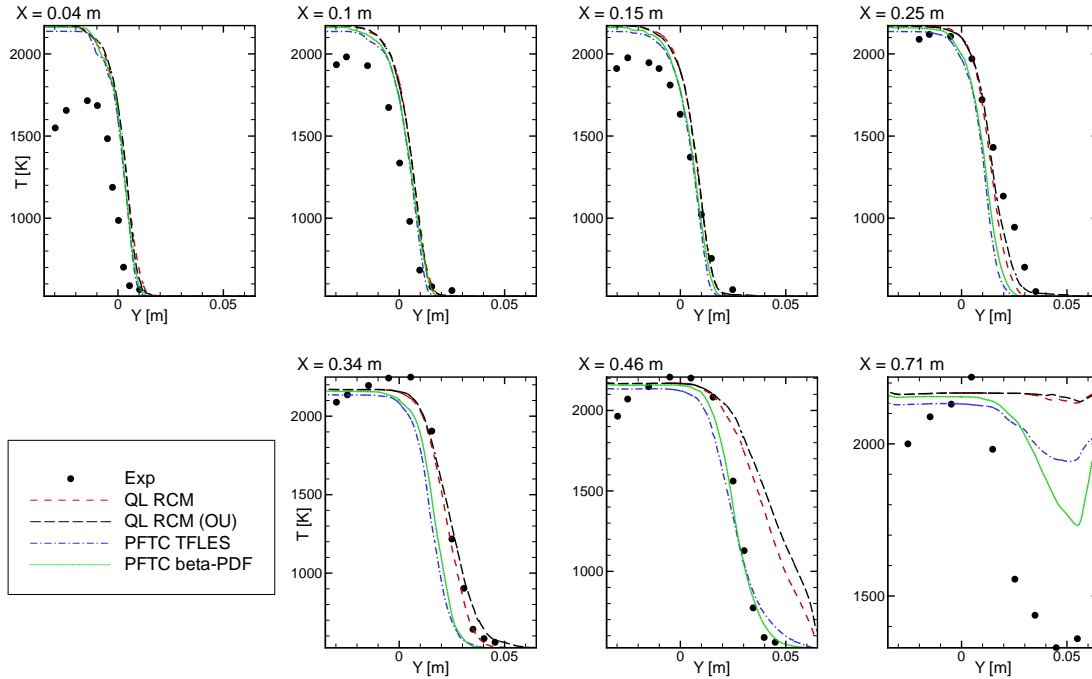 X = 0.04 m
X = 0.1 m
X = 0.15 m
X = 0.25 m
T [K]
2000
1500
1000
0
0.05
Y [m]
2000
1500
1000
0
0.05
Y [m]
2000
1500
1000
0
0.05
Y [m]
2000
1500
1000
0
0.05
Y [m]
X = 0.34 m
X = 0.46 m
X = 0.71 m
Exp
QL RCM
QL RCM (OU)
PFTC TFLES
PFTC beta-PDF
T [K]
2000
1500
1000
0
0.05
Y [m]
2000
1500
1000
0
0.05
Y [m]
2000
1500
0
0.05
Y [m]